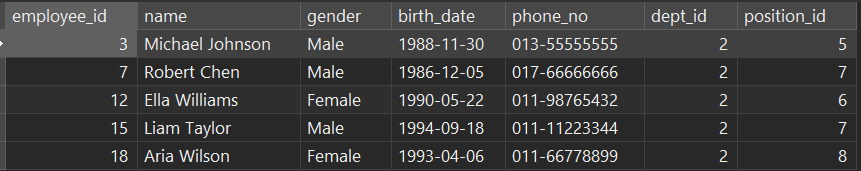 employee_id name gender birth_date phone_no dept_id position_id
3 Michael Johnson Male 1988-11-30 013-55555555 2 5
7 Robert Chen Male 1986-12-05 017-66666666 2 7
12 Ella Williams Female 1990-05-22 011-98765432 2 6
15 Liam Taylor Male 1994-09-18 011-11223344 2 7
18 Aria Wilson Female 1993-04-06 011-66778899 2 8